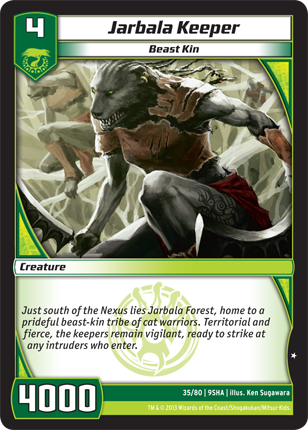 4
Jarbala Keeper
Beast Kin
Creature
Just south of the Nexus lies Jarbala Forest, home to a
prideful beast-kin tribe of cat warriors. Territorial and
fierce, the keepers remain vigilant, ready to strike at
any intruders who enter.
4000
35/80 | 9SHA | illus. Ken Sugawara
TM & © 2013 Wizards of the Coast/Shogakukan/Mitsui-Kids